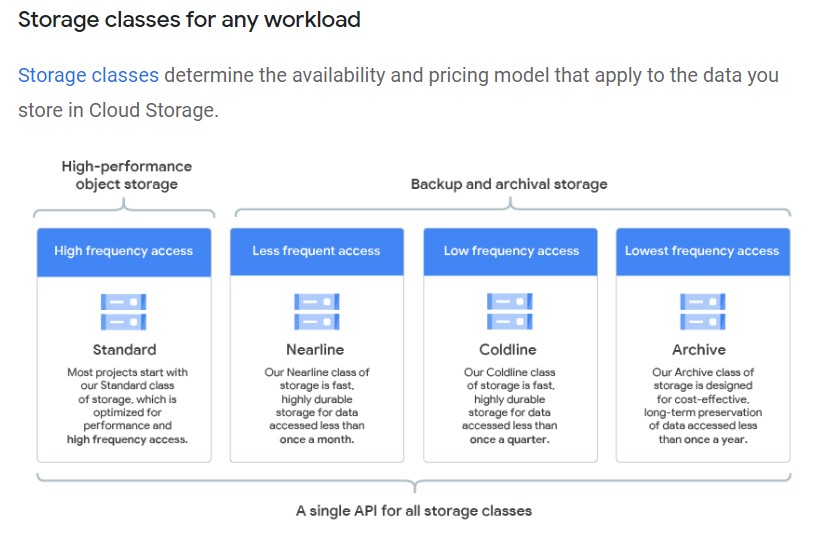 Storage classes for any workload
Storage classes determine the availability and pricing model that apply to the data you
store in Cloud Storage.
High-performance
object storage
Backup and archival storage
High frequency access
Less frequent access
Low frequency access
Lowest frequency access
Standard
Most projects start with
our Standard class
of storage, which is
optimized for
performance and
high frequency access.
Nearline
Our Nearline class of
storage is fast,
highly durable
storage for data
accessed less than
once a month.
Coldline
Our Coldline class
of storage is fast,
highly durable
storage for data
accessed less than
once a quarter.
Archive
Our Archive class of
storage is designed
for cost-effective,
long-term preservation
of data accessed less
than once a year.
A single API for all storage classes